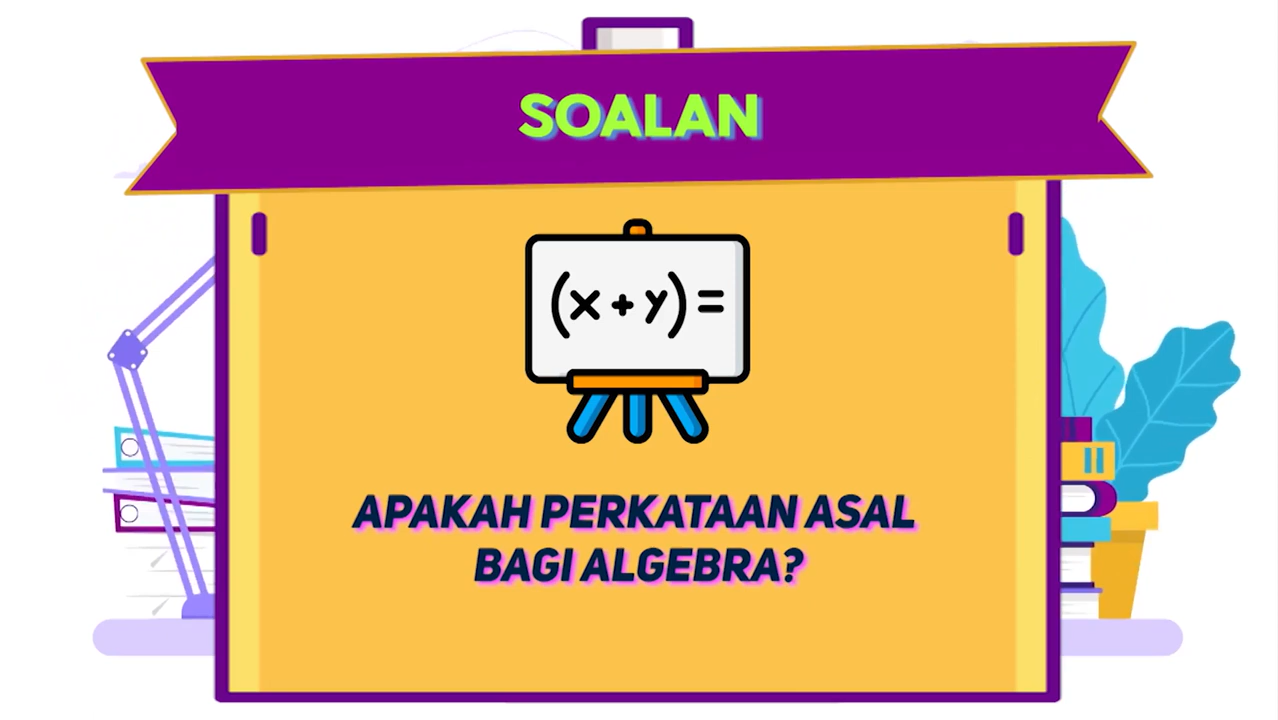 SOALAN
(x + y) =
APAKAH PERKATAAN ASAL
BAGI ALGEBRA?